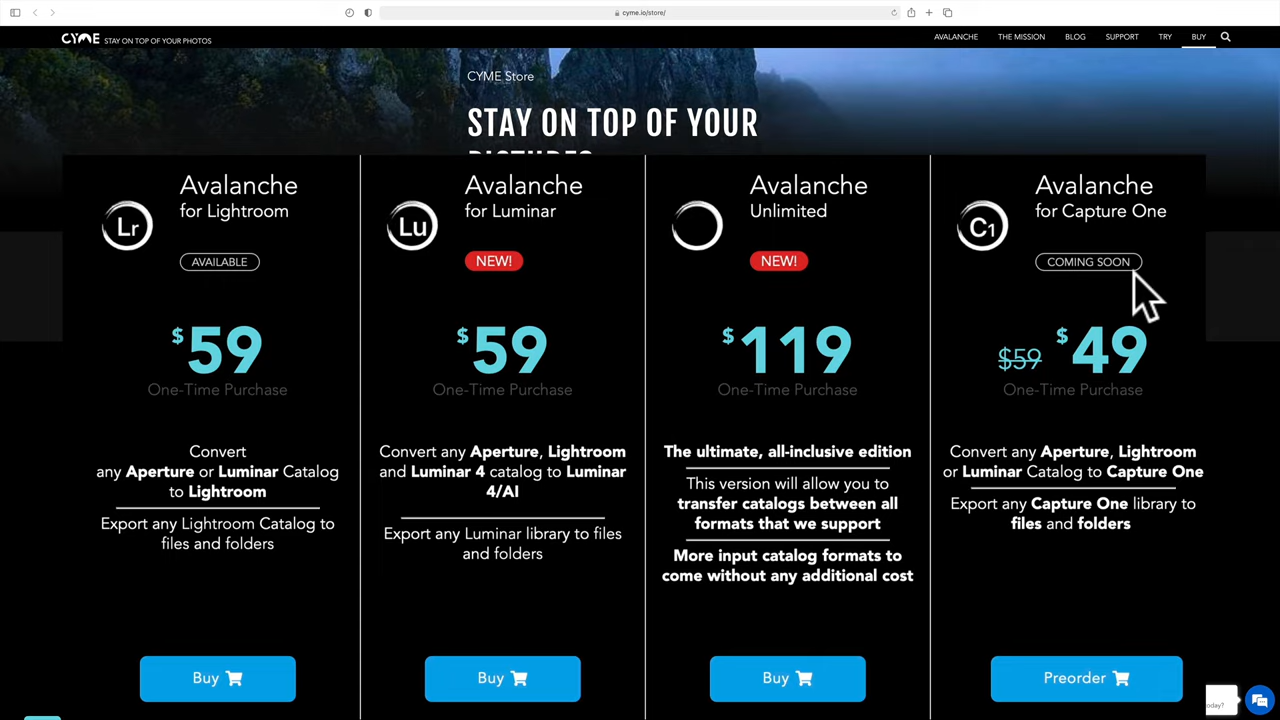 cyme.io/store/
CYME STAY ON TOP OF YOUR PHOTOS
AVALANCHE THE MISSION BLOG SUPPORT TRY BUY
CYME Store
STAY ON TOP OF YOUR
Avalanche
for Lightroom
Lr
AVAILABLE
$59
One-Time Purchase
Convert
any Aperture or Luminar Catalog
to Lightroom
Export any Lightroom Catalog to
files and folders
Buy
Avalanche
for Luminar
Lu
NEW!
$59
One-Time Purchase
Convert any Aperture, Lightroom
and Luminar 4 catalog to Luminar
4/AI
Export any Luminar library to files
and folders
Buy
Avalanche
Unlimited
NEW!
$119
One-Time Purchase
The ultimate, all-inclusive edition
This version will allow you to
transfer catalogs between all
formats that we support
More input catalog formats to
come without any additional cost
Buy
Avalanche
for Capture One
C1
COMING SOON
$59 $49
One-Time Purchase
Convert any Aperture, Lightroom
or Luminar Catalog to Capture One
Export any Capture One library to
files and folders
Preorder
oday?